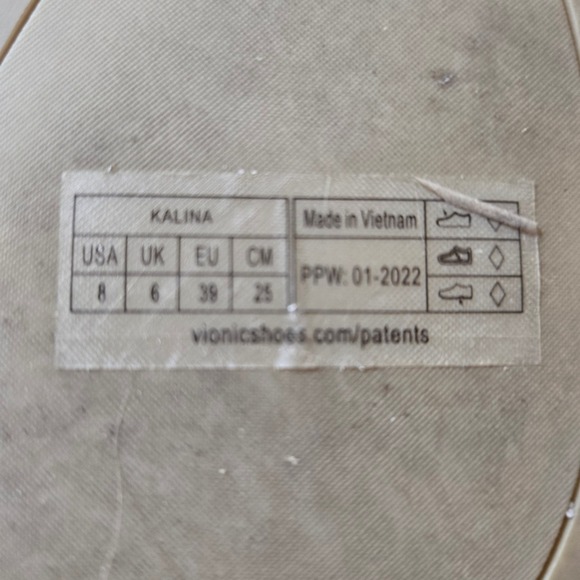 KALINA
Made in Vietnam
USA UK EU CM
PPW: 01-2022
8 6 39 25
vionicshoes.com/patents